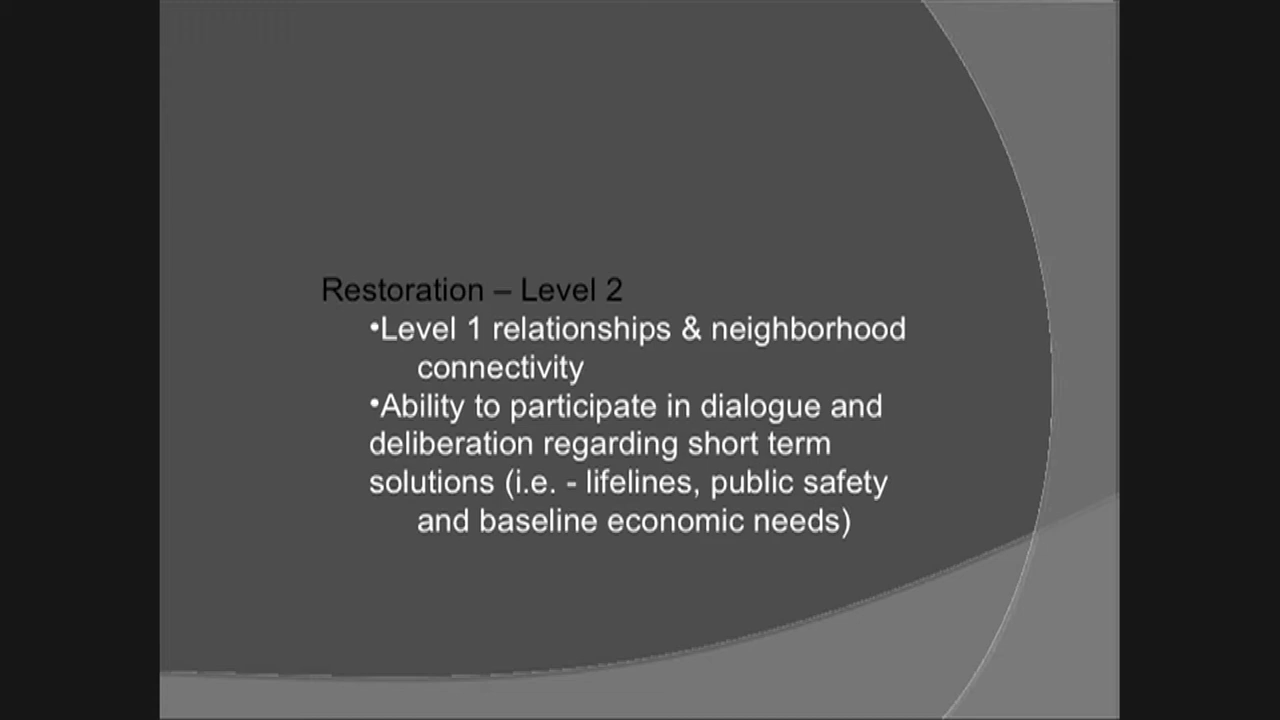 Restoration – Level 2
•Level 1 relationships & neighborhood
connectivity
•Ability to participate in dialogue and
deliberation regarding short term
solutions (i.e. - lifelines, public safety
and baseline economic needs)